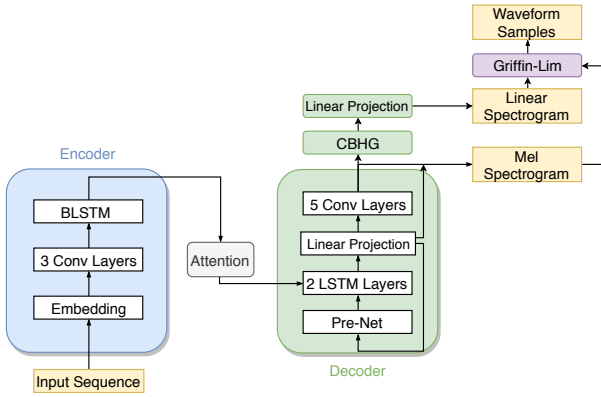 Waveform
Samples
Griffin-Lim
Linear Projection
Linear
Spectrogram
CBHG
Mel
Spectrogram
Encoder
BLSTM
3 Conv Layers
Embedding
Input Sequence
Attention
5 Conv Layers
Linear Projection
2 LSTM Layers
Pre-Net
Decoder